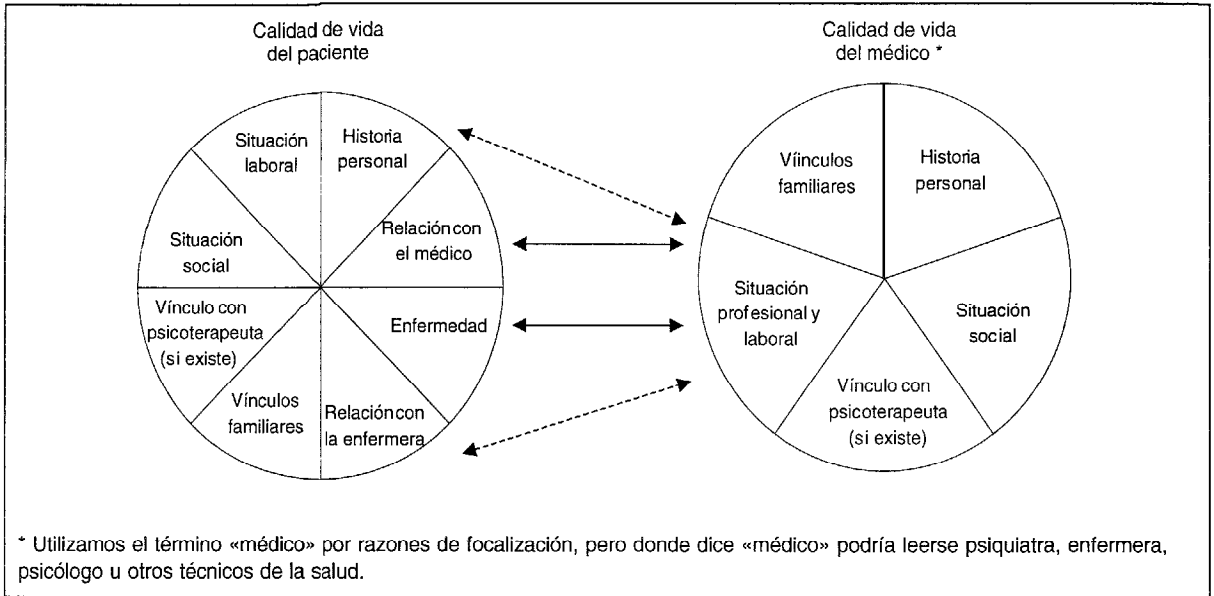 Calidad de vida
del paciente
Calidad de vida
del médico *
Situación
laboral
Historia
personal
Relación con
el médico
Enfermedad
Relación con
la enfermera
Vínculos
familiares
Vínculo con
psicoterapeuta
(si existe)
Situación
social
Víinculos
familiares
Historia
personal
Situación
social
Vínculo con
psicoterapeuta
(si existe)
Situación
profesional y
laboral
* Utilizamos el término «médico» por razones de focalización, pero donde dice «médico» podría leerse psiquiatra, enfermera,
psicólogo u otros técnicos de la salud.